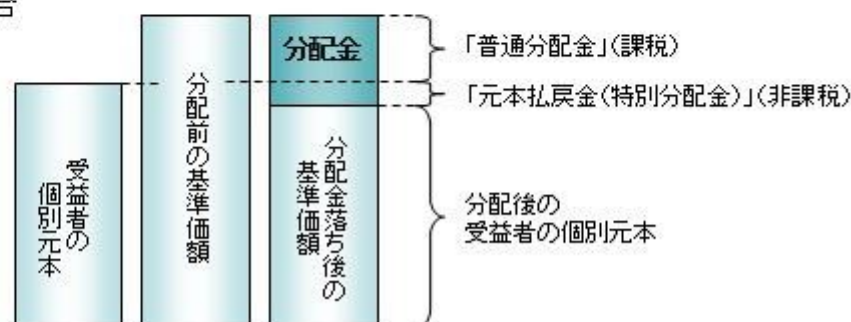 分配金
「普通分配金」(課税)
「元本払戻金(特別分配金)」(非課税)
受益者の
個別元本
分配前の基準価額
分配金落ち後の
基準価額
分配後の
受益者の個別元本